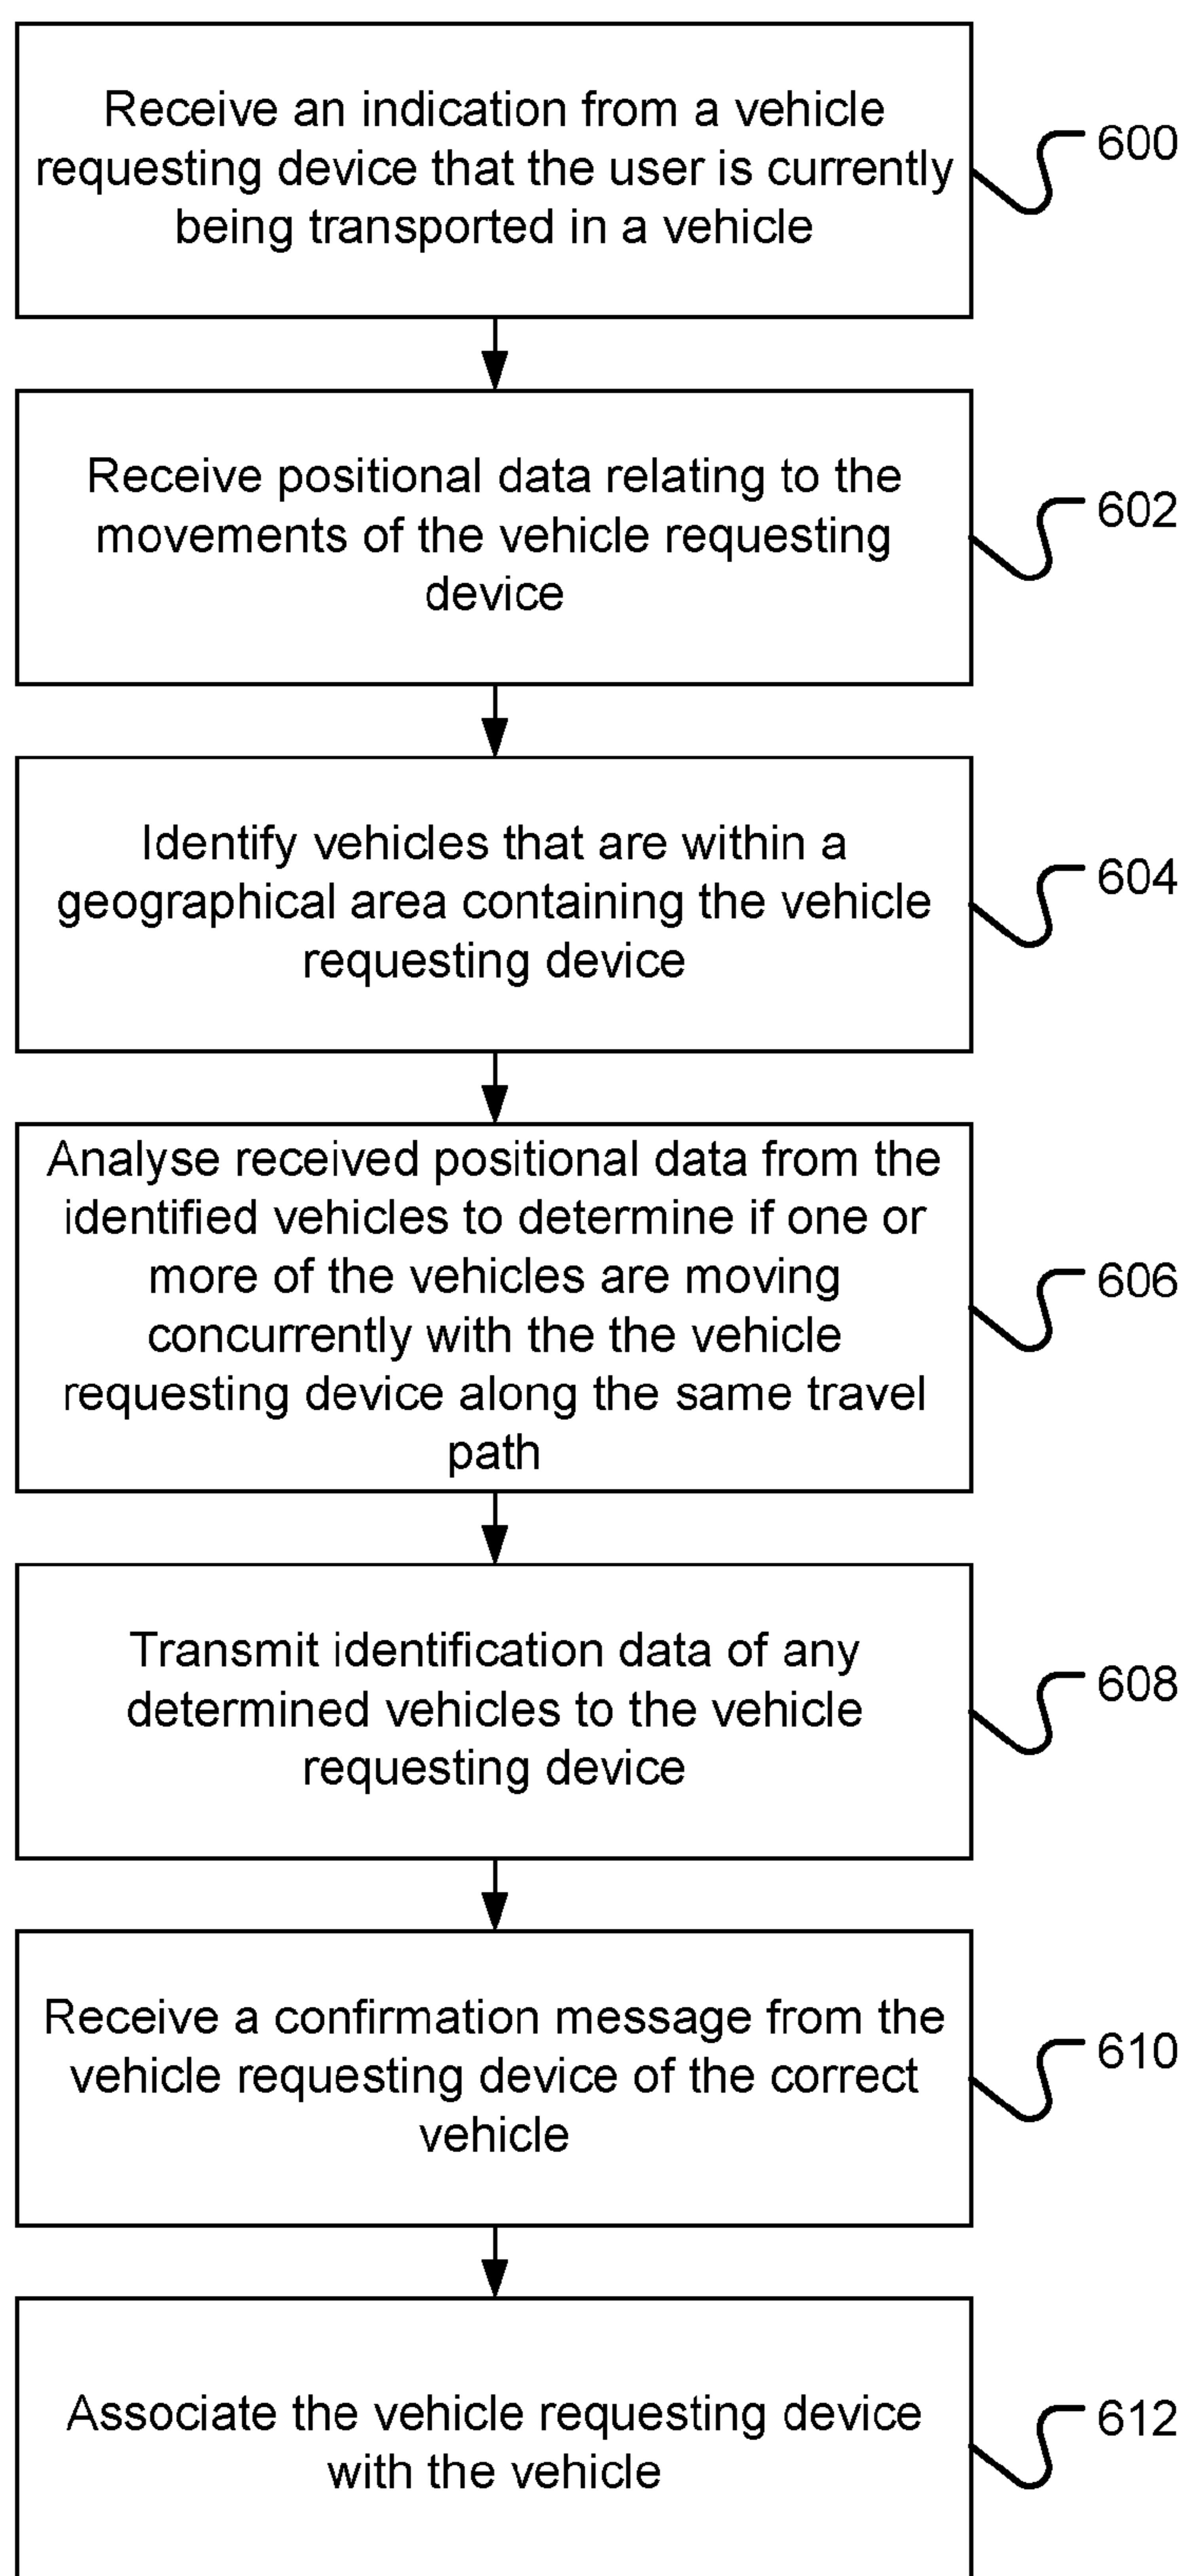 Receive an indication from a vehicle
requesting device that the user is currently
being transported in a vehicle
600
Receive positional data relating to the
movements of the vehicle requesting
device
602
Identify vehicles that are within a
geographical area containing the vehicle
requesting device
604
Analyse received positional data from the
identified vehicles to determine if one or
more of the vehicles are moving
concurrently with the the vehicle
requesting device along the same travel
path
606
Transmit identification data of any
determined vehicles to the vehicle
requesting device
608
Receive a confirmation message from the
vehicle requesting device of the correct
vehicle
610
Associate the vehicle requesting device
with the vehicle
612